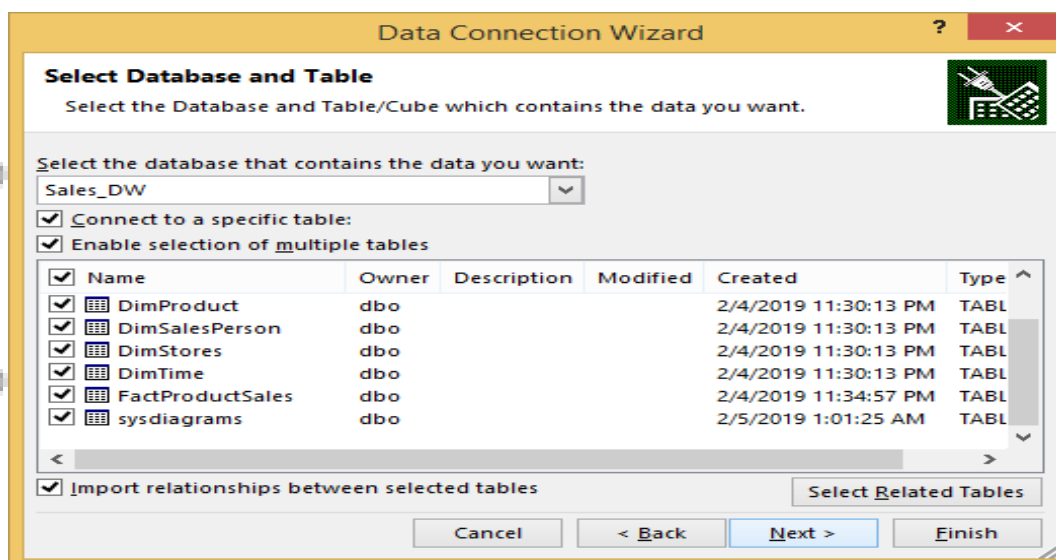 Data Connection Wizard ?
Select Database and Table
Select the Database and Table/Cube which contains the data you want.
Select the database that contains the data you want:
Sales_DW
Connect to a specific table:
Enable selection of multiple tables
Name Owner Description Modified Created Type
DimProduct dbo 2/4/2019 11:30:13 PM TABL
DimSalesPerson dbo 2/4/2019 11:30:13 PM TABL
DimStores dbo 2/4/2019 11:30:13 PM TABL
DimTime dbo 2/4/2019 11:30:13 PM TABL
FactProductSales dbo 2/4/2019 11:34:57 PM TABL
sysdiagrams dbo 2/5/2019 1:01:25 AM TABL
Import relationships between selected tables
Select Related Tables
Cancel < Back Next > Finish